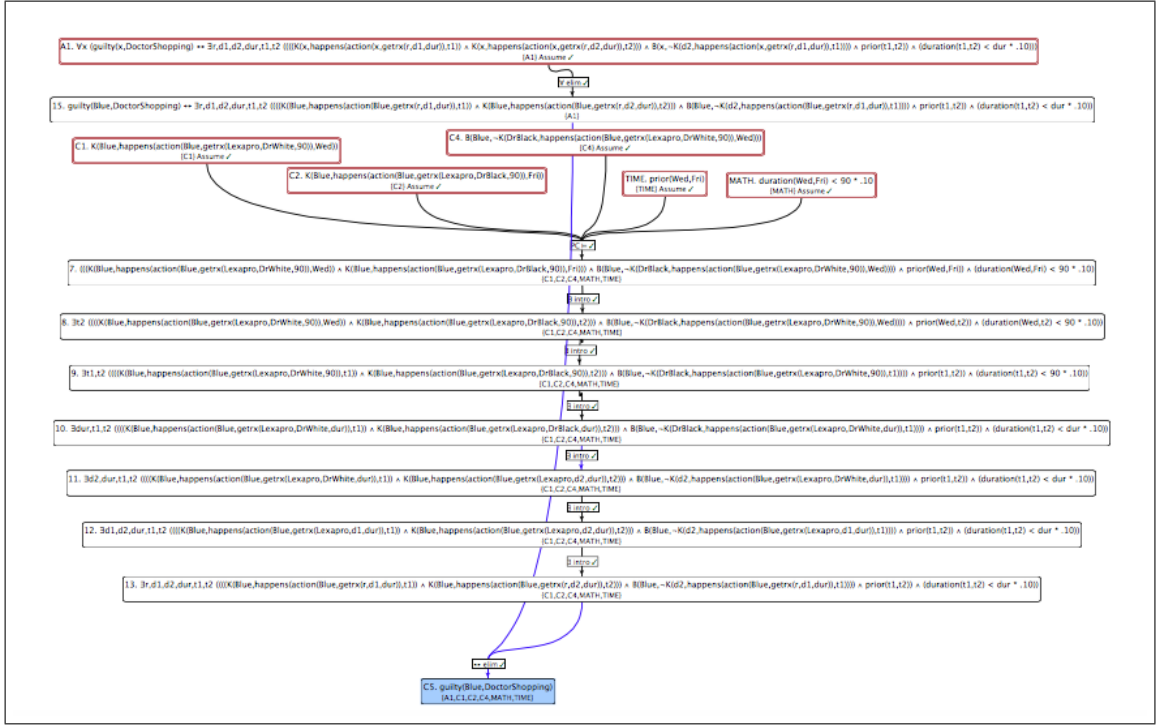 A1. ∀x (guilty(x,DoctorShopping) ↔ ∃r,d1,d2,dur,t1,t2 ((((K(x,happens(action(x,getrx(r,d1,dur)),t1)) ∧ K(x,happens(action(x,getrx(r,d2,dur)),t2))) ∧ B(x,¬K(d2,happens(action(x,getrx(r,d1,dur)),t1)))) ∧ prior(t1,t2)) ∧ (duration(t1,t2) < dur * .10)))
{A1} Assume ✓
∀ elim ✓
15. guilty(Blue,DoctorShopping) ↔ ∃r,d1,d2,dur,t1,t2 ((((K(Blue,happens(action(Blue,getrx(r,d1,dur)),t1)) ∧ K(Blue,happens(action(Blue,getrx(r,d2,dur)),t2))) ∧ B(Blue,¬K(d2,happens(action(Blue,getrx(r,d1,dur)),t1)))) ∧ prior(t1,t2)) ∧ (duration(t1,t2) < dur * .10))
{A1}
C1. K(Blue,happens(action(Blue,getrx(Lexapro,DrWhite,90)),Wed))
{C1} Assume ✓
C4. B(Blue,¬K(DrBlack,happens(action(Blue,getrx(Lexapro,DrWhite,90)),Wed)))
{C4} Assume ✓
C2. K(Blue,happens(action(Blue,getrx(Lexapro,DrBlack,90)),Fri))
{C2} Assume ✓
TIME. prior(Wed,Fri)
{TIME} Assume ✓
MATH. duration(Wed,Fri) < 90 * .10
{MATH} Assume ✓
PC ⊢ ✓
7. ((((K(Blue,happens(action(Blue,getrx(Lexapro,DrWhite,90)),Wed)) ∧ K(Blue,happens(action(Blue,getrx(Lexapro,DrBlack,90)),Fri))) ∧ B(Blue,¬K(DrBlack,happens(action(Blue,getrx(Lexapro,DrWhite,90)),Wed)))) ∧ prior(Wed,Fri)) ∧ (duration(Wed,Fri) < 90 * .10))
{C1,C2,C4,MATH,TIME}
∃ intro ✓
8. ∃t2 ((((K(Blue,happens(action(Blue,getrx(Lexapro,DrWhite,90)),Wed)) ∧ K(Blue,happens(action(Blue,getrx(Lexapro,DrBlack,90)),t2))) ∧ B(Blue,¬K(DrBlack,happens(action(Blue,getrx(Lexapro,DrWhite,90)),Wed)))) ∧ prior(Wed,t2)) ∧ (duration(Wed,t2) < 90 * .10))
{C1,C2,C4,MATH,TIME}
∃ intro ✓
9. ∃t1,t2 ((((K(Blue,happens(action(Blue,getrx(Lexapro,DrWhite,90)),t1)) ∧ K(Blue,happens(action(Blue,getrx(Lexapro,DrBlack,90)),t2))) ∧ B(Blue,¬K(DrBlack,happens(action(Blue,getrx(Lexapro,DrWhite,90)),t1)))) ∧ prior(t1,t2)) ∧ (duration(t1,t2) < 90 * .10))
{C1,C2,C4,MATH,TIME}
∃ intro ✓
10. ∃dur,t1,t2 ((((K(Blue,happens(action(Blue,getrx(Lexapro,DrWhite,dur)),t1)) ∧ K(Blue,happens(action(Blue,getrx(Lexapro,DrBlack,dur)),t2))) ∧ B(Blue,¬K(DrBlack,happens(action(Blue,getrx(Lexapro,DrWhite,dur)),t1)))) ∧ prior(t1,t2)) ∧ (duration(t1,t2) < dur * .10))
{C1,C2,C4,MATH,TIME}
∃ intro ✓
11. ∃d2,dur,t1,t2 ((((K(Blue,happens(action(Blue,getrx(Lexapro,DrWhite,dur)),t1)) ∧ K(Blue,happens(action(Blue,getrx(Lexapro,d2,dur)),t2))) ∧ B(Blue,¬K(d2,happens(action(Blue,getrx(Lexapro,DrWhite,dur)),t1)))) ∧ prior(t1,t2)) ∧ (duration(t1,t2) < dur * .10))
{C1,C2,C4,MATH,TIME}
∃ intro ✓
12. ∃d1,d2,dur,t1,t2 ((((K(Blue,happens(action(Blue,getrx(Lexapro,d1,dur)),t1)) ∧ K(Blue,happens(action(Blue,getrx(Lexapro,d2,dur)),t2))) ∧ B(Blue,¬K(d2,happens(action(Blue,getrx(Lexapro,d1,dur)),t1)))) ∧ prior(t1,t2)) ∧ (duration(t1,t2) < dur * .10))
{C1,C2,C4,MATH,TIME}
∃ intro ✓
13. ∃r,d1,d2,dur,t1,t2 ((((K(Blue,happens(action(Blue,getrx(r,d1,dur)),t1)) ∧ K(Blue,happens(action(Blue,getrx(r,d2,dur)),t2))) ∧ B(Blue,¬K(d2,happens(action(Blue,getrx(r,d1,dur)),t1)))) ∧ prior(t1,t2)) ∧ (duration(t1,t2) < dur * .10))
{C1,C2,C4,MATH,TIME}
↔ elim ✓
C5. guilty(Blue,DoctorShopping)
{A1,C1,C2,C4,MATH,TIME}